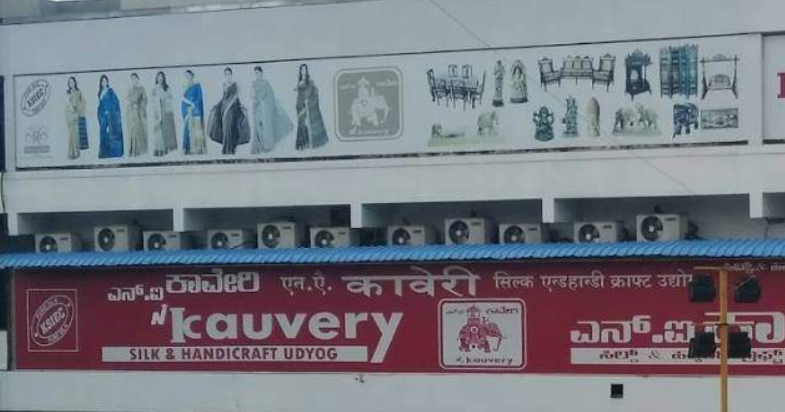 KSIEC
N. kauvery
ಎನ್.ಐ ಕಾವೇರಿ एन.ऐ. कावेरी सिल्क एन्डहान्डी क्राफ्ट उद्यो
KSIEC
N kauvery
SILK & HANDICRAFT UDYOG
ಕಾವೇರಿ
N. kauvery
ಎನ್.ಐ
ಸಿಲ್ಕ್ &